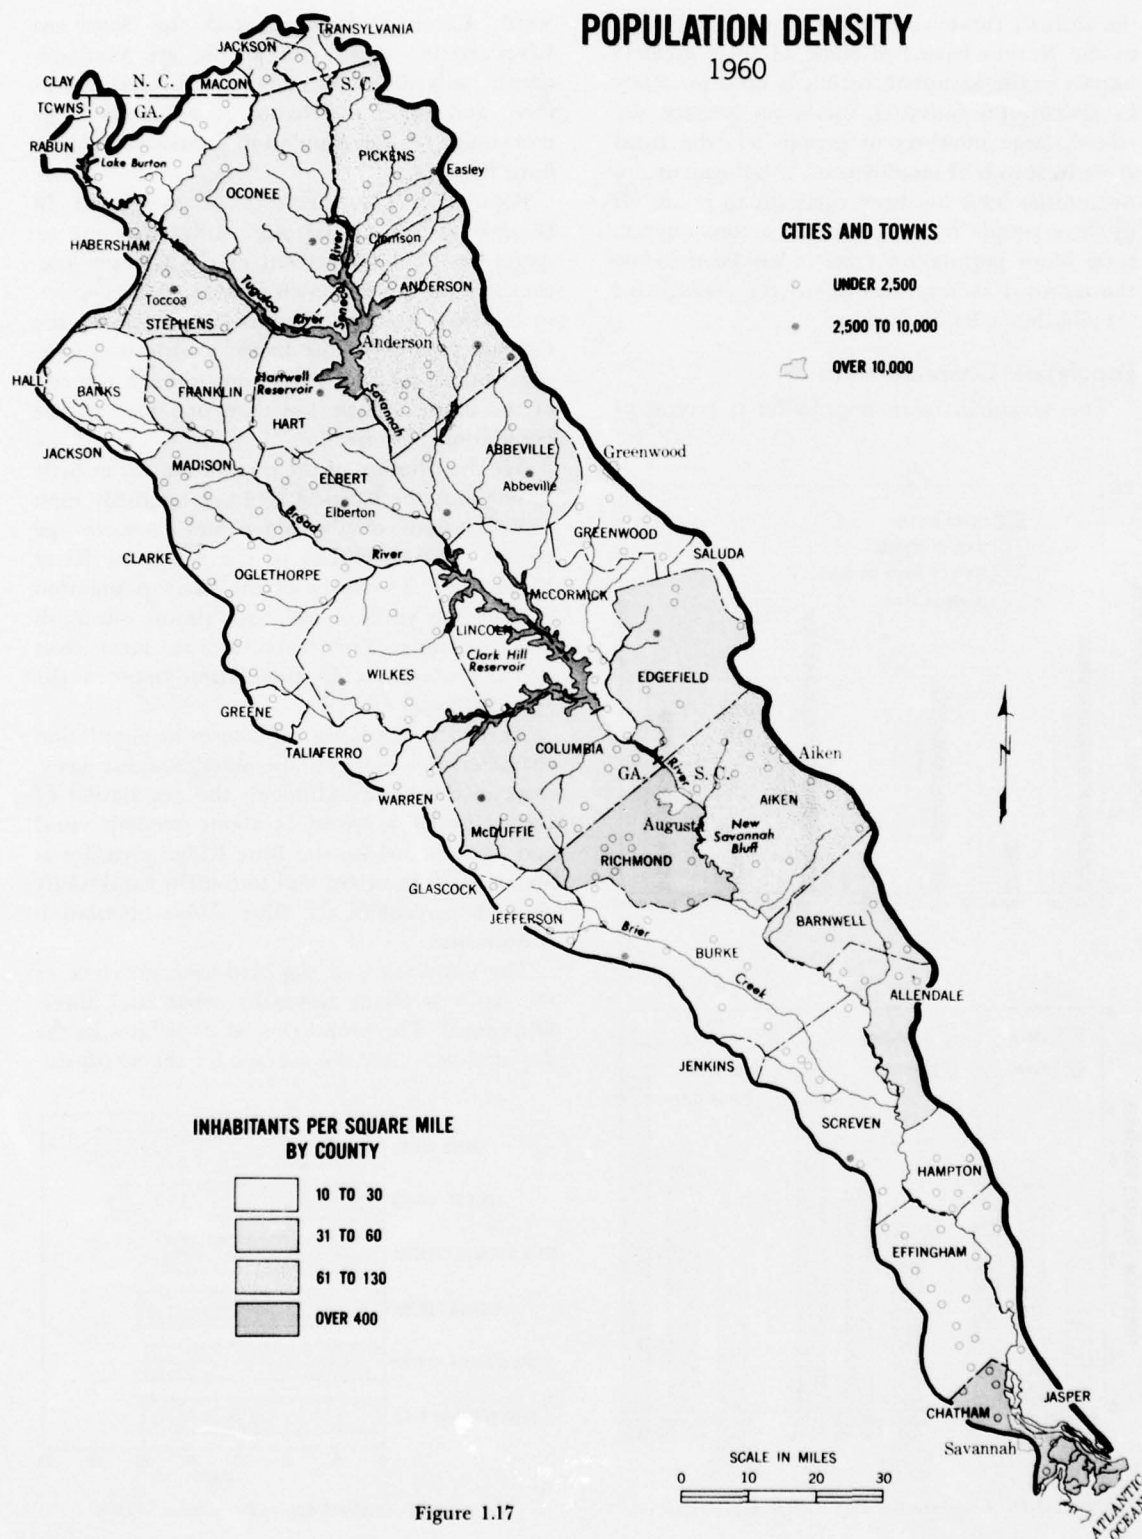 POPULATION DENSITY
1960
TRANSYLVANIA
JACKSON
CLAY
N. C.
MACON
S. C.
TOWNS
GA.
RABUN
Lake Burton
PICKENS
Easley
OCONEE
HABERSHAM
Clemson
River
Seneca
ANDERSON
Toccoa
Tugaloo
River
STEPHENS
Anderson
HALL
BANKS
FRANKLIN
Hartwell
Reservoir
Savannah
HART
JACKSON
MADISON
ELBERT
ABBEVILLE
Abbeville
Greenwood
Elberton
Broad
River
GREENWOOD
SALUDA
CLARKE
OGLETHORPE
McCORMICK
LINCOLN
Clark Hill
Reservoir
WILKES
EDGEFIELD
GREENE
TALIAFERRO
COLUMBIA
GA.
River
S. C.
Aiken
WARREN
AIKEN
McDUFFIE
Augusta
New
Savannah
Bluff
RICHMOND
GLASCOCK
JEFFERSON
Brier
BURKE
Creek
BARNWELL
ALLENDALE
JENKINS
SCREVEN
HAMPTON
EFFINGHAM
JASPER
CHATHAM
Savannah
ATLANTIC
OCEAN
CITIES AND TOWNS
UNDER 2,500
2,500 TO 10,000
OVER 10,000
INHABITANTS PER SQUARE MILE
BY COUNTY
10 TO 30
31 TO 60
61 TO 130
OVER 400
SCALE IN MILES
0 10 20 30
Figure 1.17